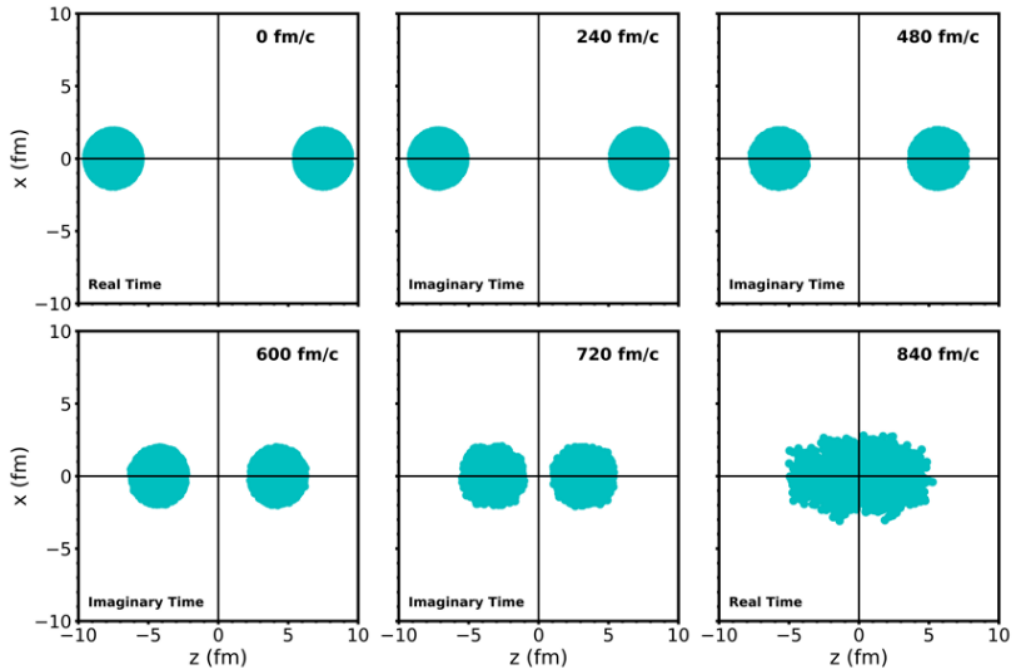 10
5
0
−5
−10
x (fm)
0 fm/c
Real Time
240 fm/c
Imaginary Time
480 fm/c
Imaginary Time
10
5
0
−5
−10
x (fm)
600 fm/c
Imaginary Time
−10 −5 0 5 10
z (fm)
720 fm/c
Imaginary Time
−10 −5 0 5 10
z (fm)
840 fm/c
Real Time
−10 −5 0 5 10
z (fm)